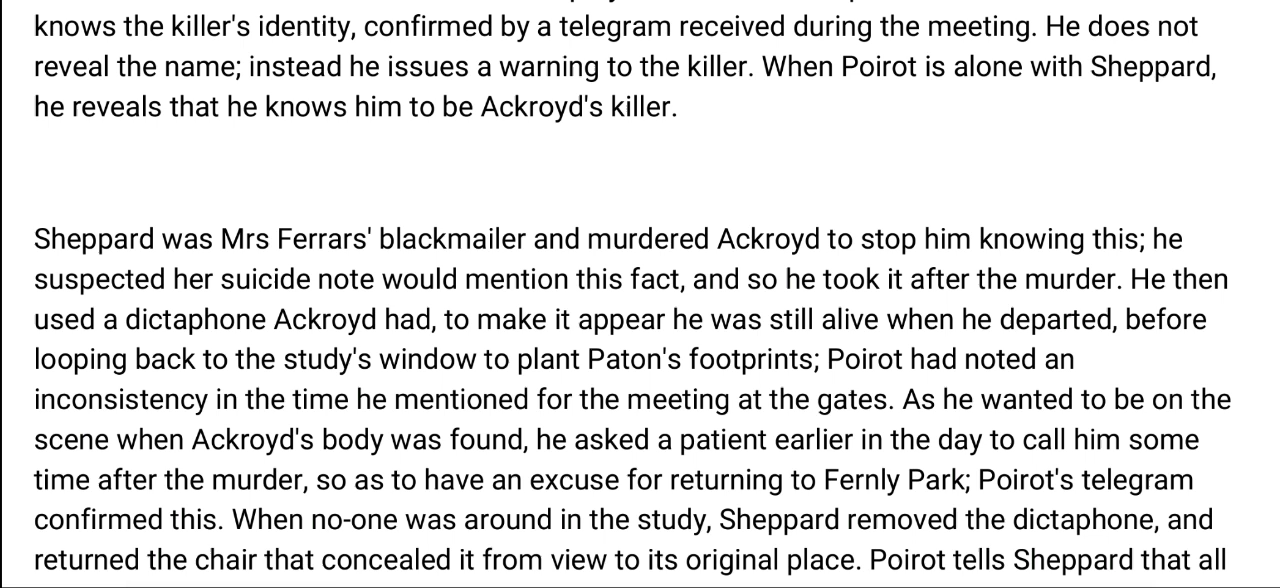 knows the killer's identity, confirmed by a telegram received during the meeting. He does not
reveal the name; instead he issues a warning to the killer. When Poirot is alone with Sheppard,
he reveals that he knows him to be Ackroyd's killer.
Sheppard was Mrs Ferrars' blackmailer and murdered Ackroyd to stop him knowing this; he
suspected her suicide note would mention this fact, and so he took it after the murder. He then
used a dictaphone Ackroyd had, to make it appear he was still alive when he departed, before
looping back to the study's window to plant Paton's footprints; Poirot had noted an
inconsistency in the time he mentioned for the meeting at the gates. As he wanted to be on the
scene when Ackroyd's body was found, he asked a patient earlier in the day to call him some
time after the murder, so as to have an excuse for returning to Fernly Park; Poirot's telegram
confirmed this. When no-one was around in the study, Sheppard removed the dictaphone, and
returned the chair that concealed it from view to its original place. Poirot tells Sheppard that all